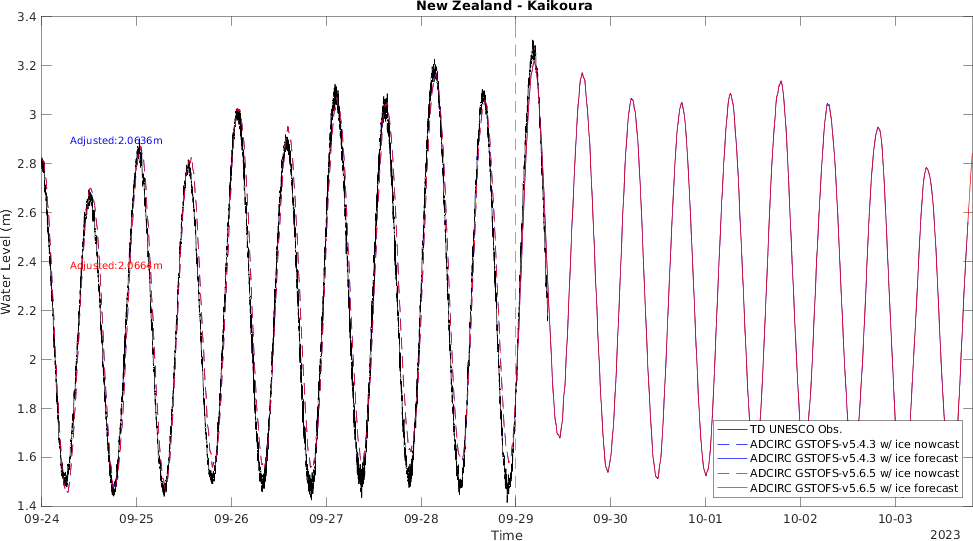 New Zealand - Kaikoura
3.4
3.2
3
2.8
2.6
2.4
2.2
2
1.8
1.6
1.4
Water Level (m)
Adjusted:2.0636m
Adjusted:2.0664m
TD UNESCO Obs.
ADCIRC GSTOFS-v5.4.3 w/ ice nowcast
ADCIRC GSTOFS-v5.4.3 w/ ice forecast
ADCIRC GSTOFS-v5.6.5 w/ ice nowcast
ADCIRC GSTOFS-v5.6.5 w/ ice forecast
09-24 09-25 09-26 09-27 09-28 09-29 09-30 10-01 10-02 10-03
Time
2023